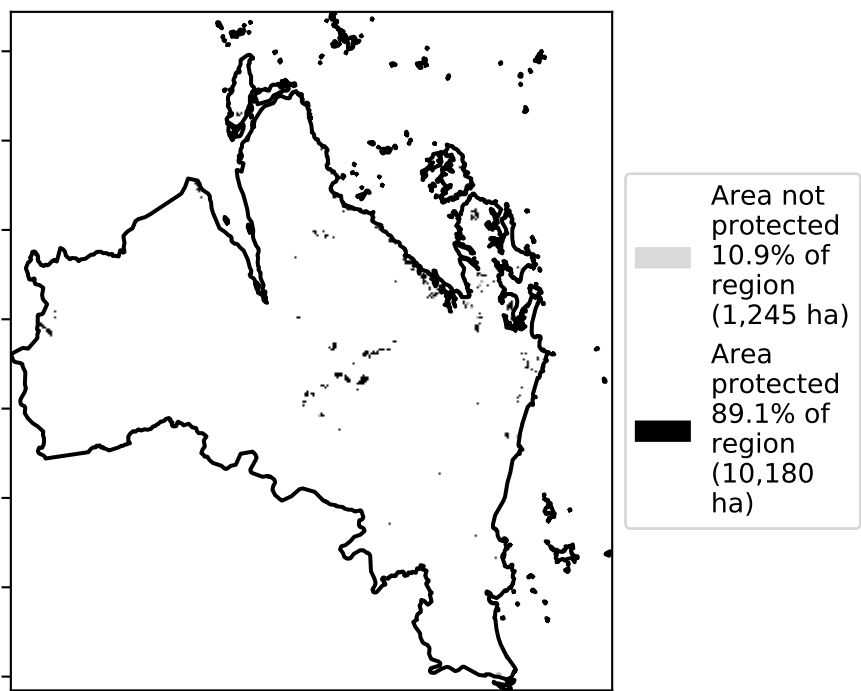 Area not
protected
10.9% of
region
(1,245 ha)
Area
protected
89.1% of
region
(10,180
ha)